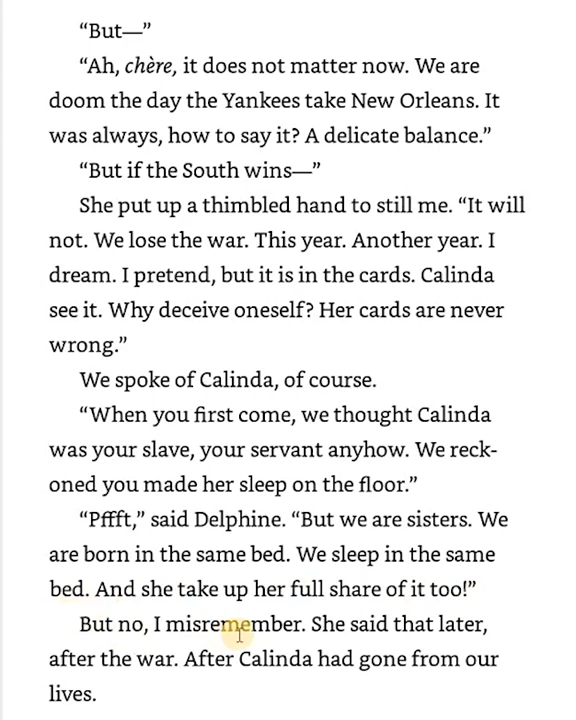 “But—”
“Ah, chère, it does not matter now. We are
doom the day the Yankees take New Orleans. It
was always, how to say it? A delicate balance.”
“But if the South wins—”
She put up a thimbled hand to still me. “It will
not. We lose the war. This year. Another year. I
dream. I pretend, but it is in the cards. Calinda
see it. Why deceive oneself? Her cards are never
wrong.”
We spoke of Calinda, of course.
“When you first come, we thought Calinda
was your slave, your servant anyhow. We reck-
oned you made her sleep on the floor.”
“Pffft,” said Delphine. “But we are sisters. We
are born in the same bed. We sleep in the same
bed. And she take up her full share of it too!”
But no, I misremember. She said that later,
after the war. After Calinda had gone from our
lives.